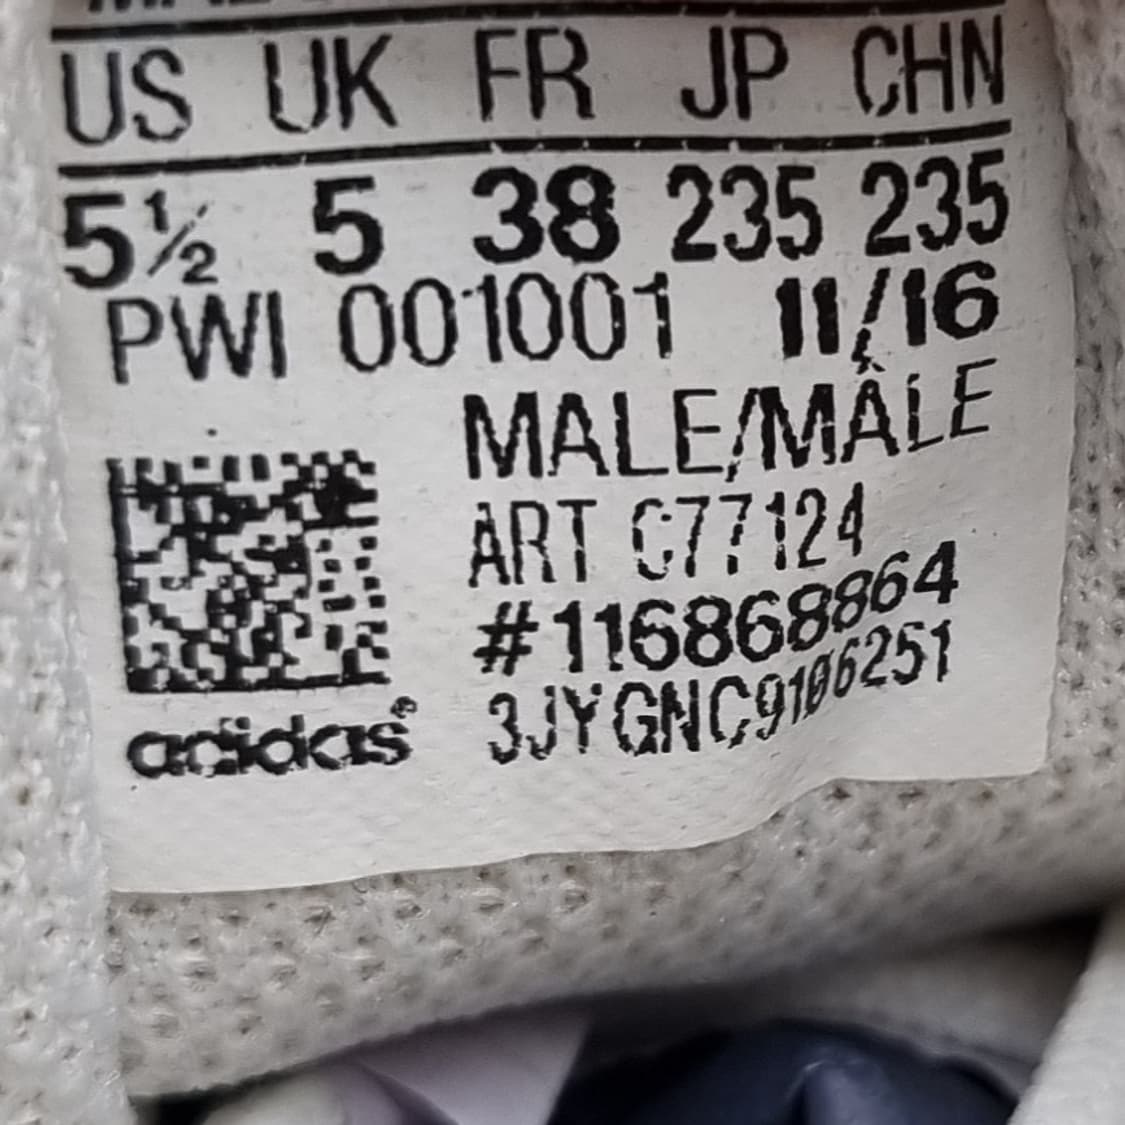 US UK FR JP CHN
5½ 5 38 235 235
PWI 001001 11/16
MALE/MÂLE
ART C77124
#116868864
3JYGNC9106251
adidas®